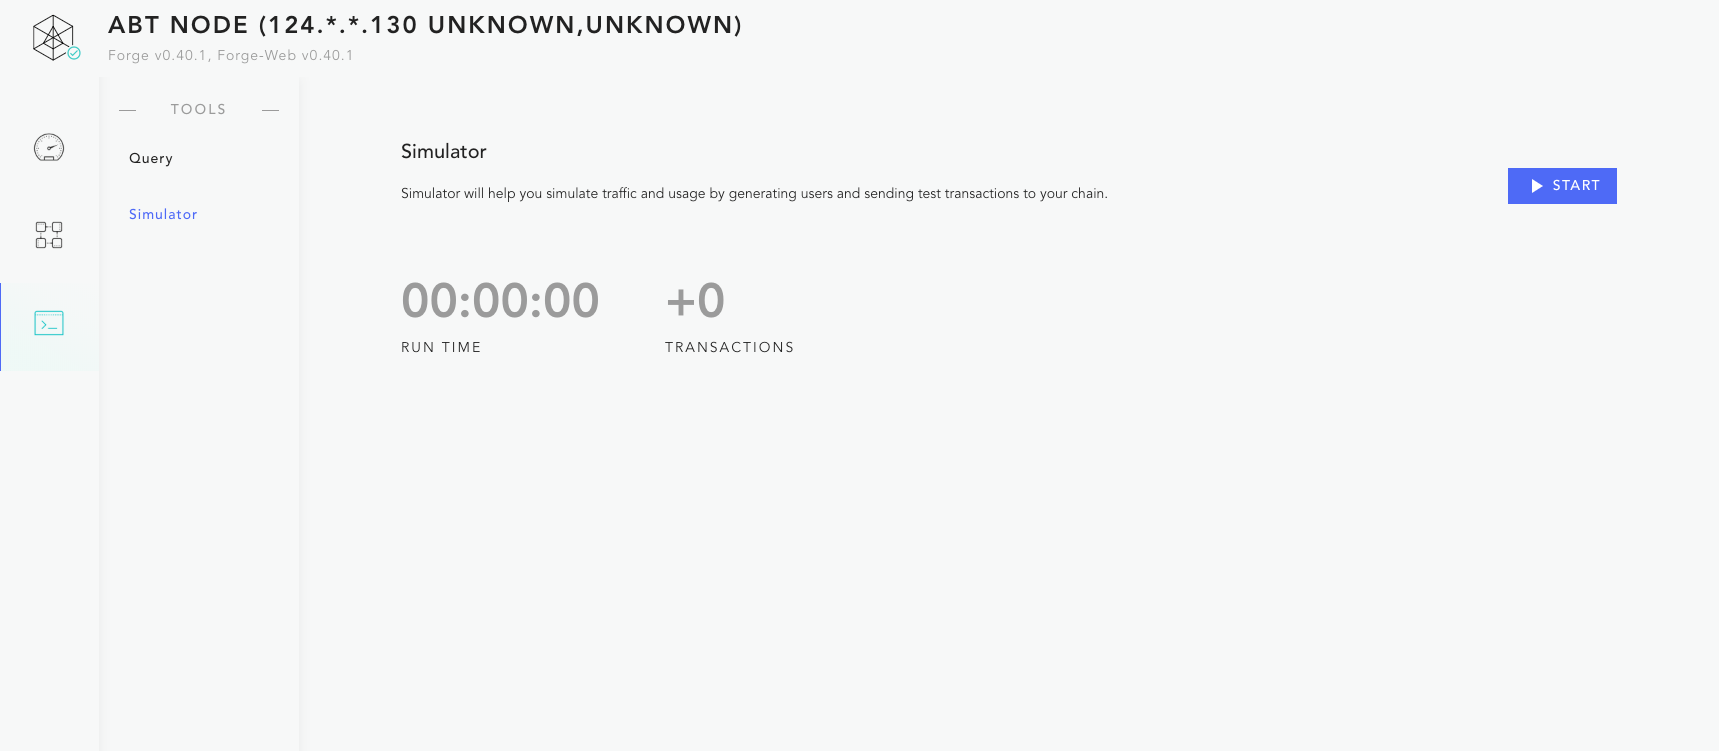 ABT NODE (124.*.*.130 UNKNOWN,UNKNOWN)
Forge v0.40.1, Forge-Web v0.40.1
TOOLS
Query
Simulator
Simulator
Simulator will help you simulate traffic and usage by generating users and sending test transactions to your chain.
START
00:00:00
RUN TIME
+0
TRANSACTIONS